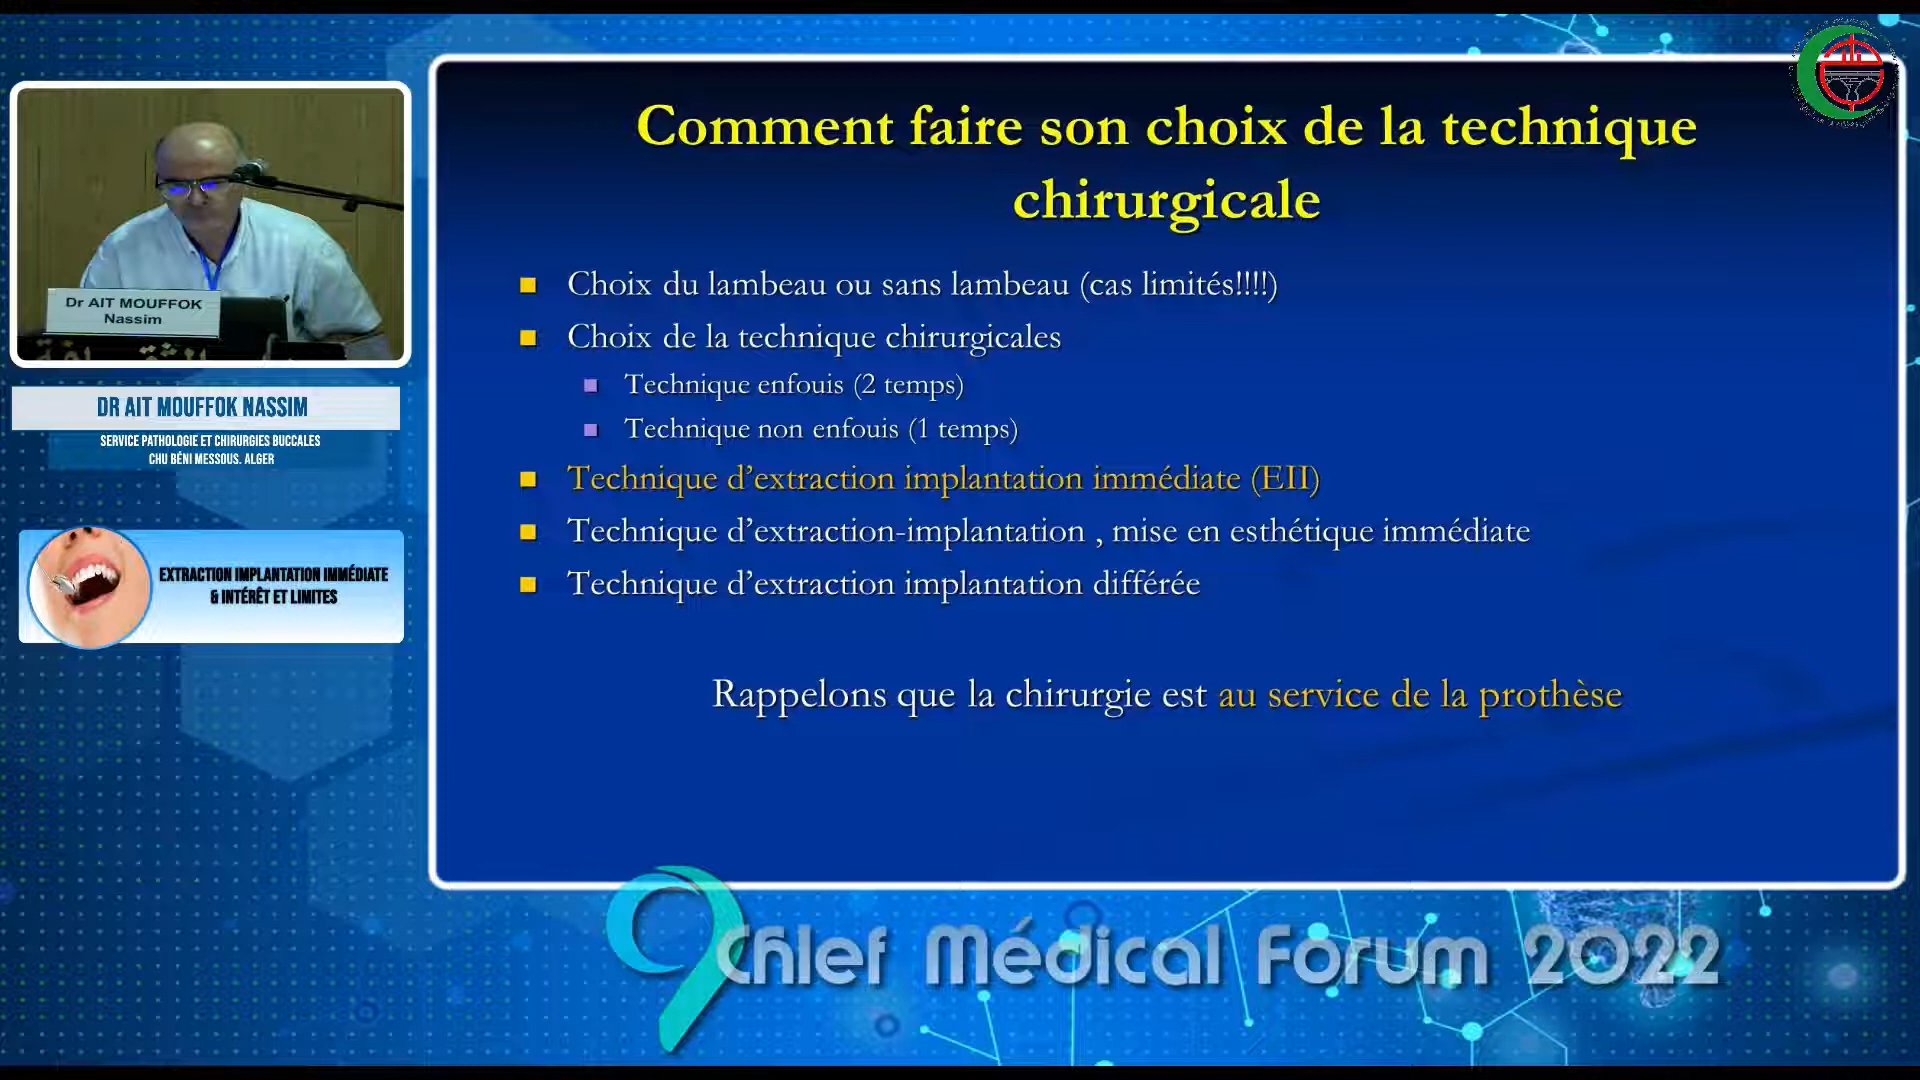 Comment faire son choix de la technique
chirurgicale
Choix du lambeau ou sans lambeau (cas limités!!!!)
Choix de la technique chirurgicales
Technique enfouis (2 temps)
Technique non enfouis (1 temps)
Technique d’extraction implantation immédiate (EII)
Technique d’extraction-implantation , mise en esthétique immédiate
Technique d’extraction implantation différée
Rappelons que la chirurgie est au service de la prothèse
Dr AIT MOUFFOK
Nassim
DR AIT MOUFFOK NASSIM
SERVICE PATHOLOGIE ET CHIRURGIES BUCCALES
CHU BÉNI MESSOUS. ALGER
EXTRACTION IMPLANTATION IMMÉDIATE
& INTÉRÊT ET LIMITES
9 Chlef Médical Forum 2022